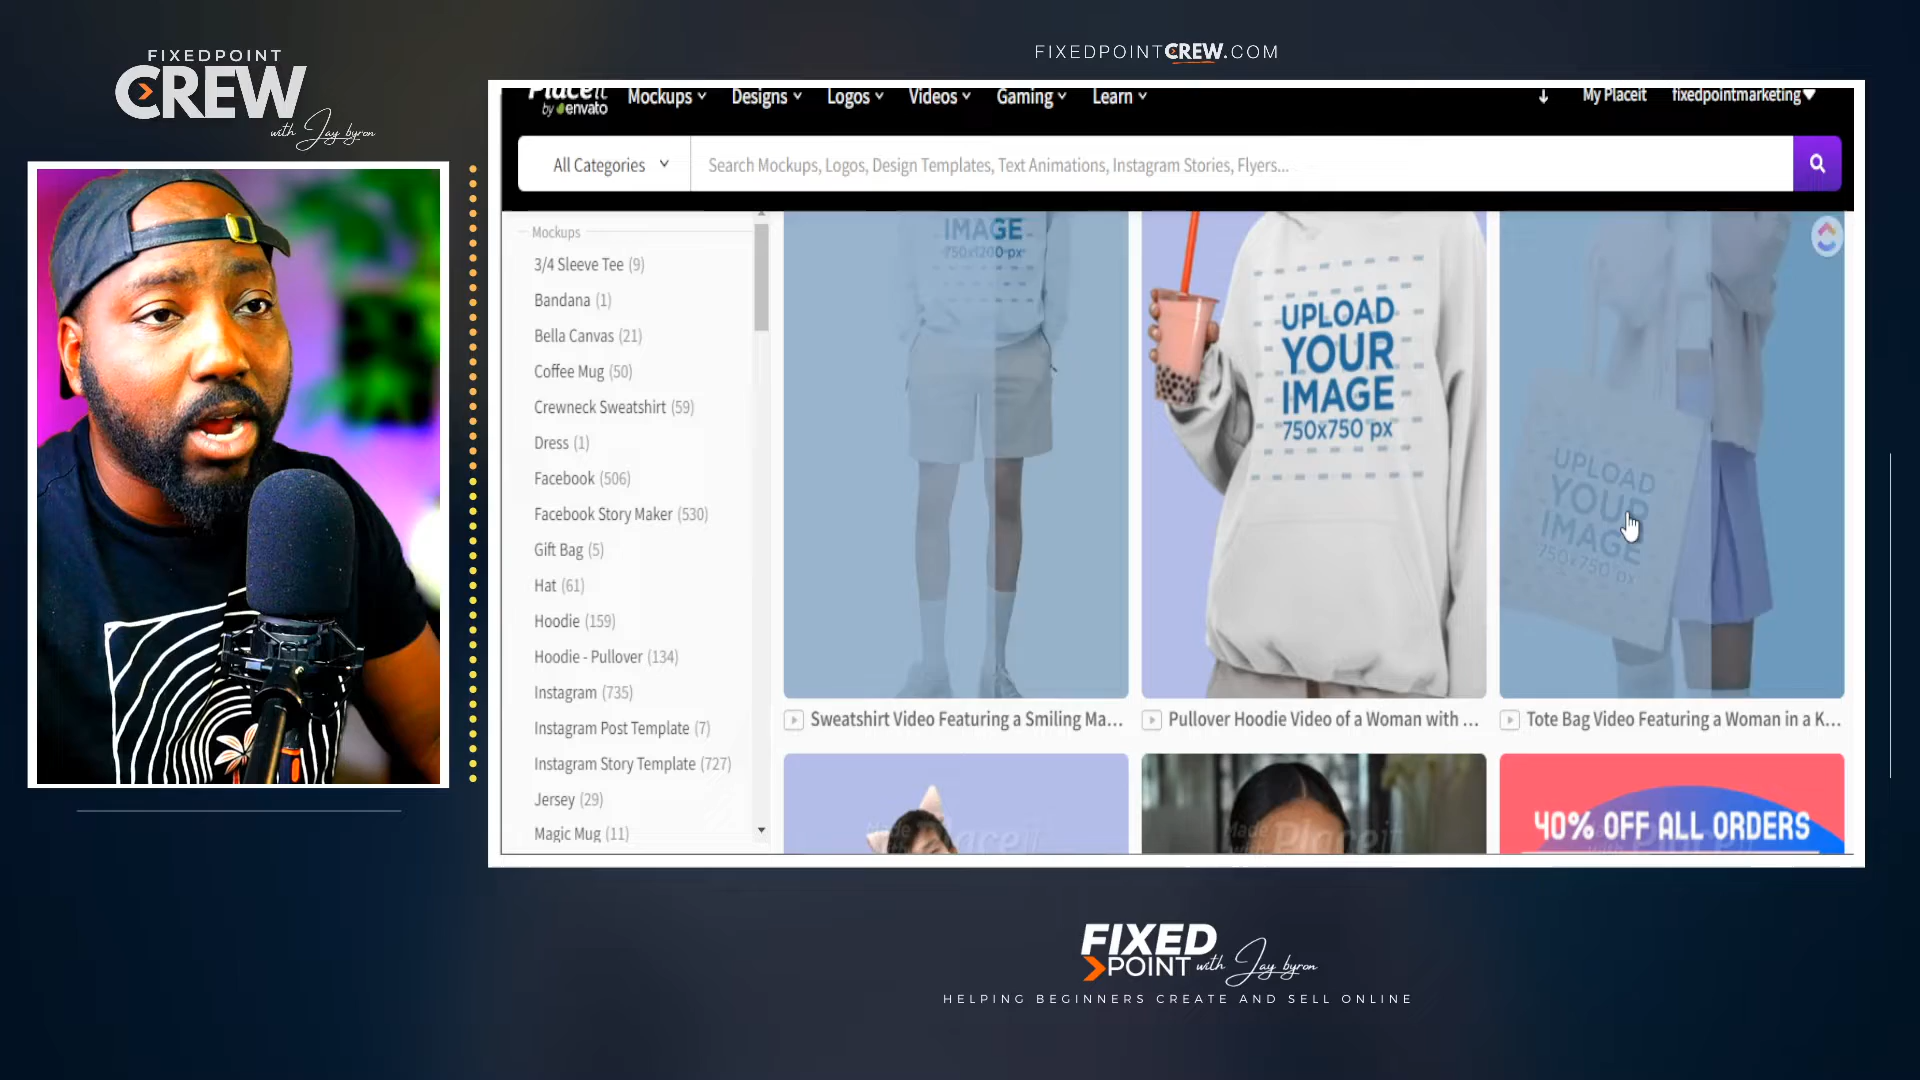 FIXEDPOINT
CREW
with Jay byron
FIXEDPOINTCREW.COM
Placeit
by envato
Mockups
Designs
Logos
Videos
Gaming
Learn
My Placeit
fixedpointmarketing
All Categories
Search Mockups, Logos, Design Templates, Text Animations, Instagram Stories, Flyers...
Mockups
3/4 Sleeve Tee (9)
Bandana (1)
Bella Canvas (21)
Coffee Mug (50)
Crewneck Sweatshirt (59)
Dress (1)
Facebook (506)
Facebook Story Maker (530)
Gift Bag (5)
Hat (61)
Hoodie (159)
Hoodie - Pullover (134)
Instagram (735)
Instagram Post Template (7)
Instagram Story Template (727)
Jersey (29)
Magic Mug (11)
IMAGE
750x1200 px
UPLOAD
YOUR
IMAGE
750x750 px
UPLOAD
YOUR
IMAGE
750x750 px
Sweatshirt Video Featuring a Smiling Ma...
Pullover Hoodie Video of a Woman with ...
Tote Bag Video Featuring a Woman in a K...
Made
Placeit
Made
Placeit
40% OFF ALL ORDERS
FIXED
POINT with Jay byron
HELPING BEGINNERS CREATE AND SELL ONLINE